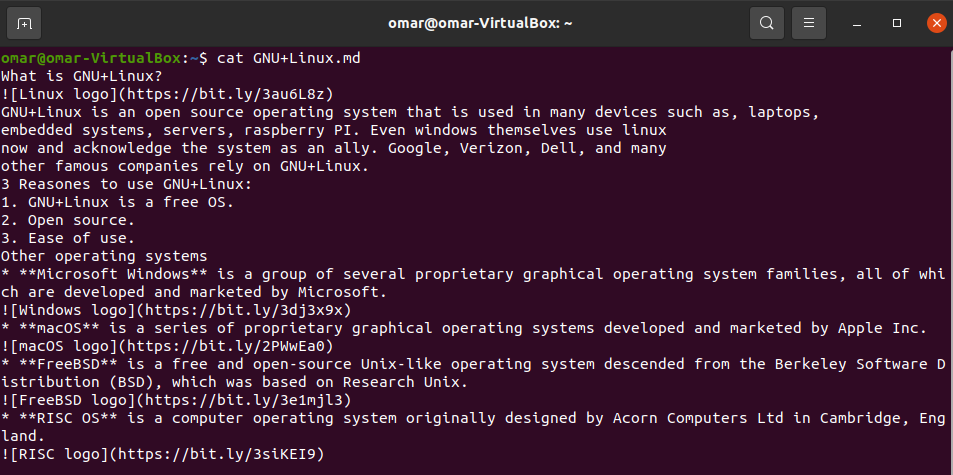 omar@omar-VirtualBox: ~
omar@omar-VirtualBox:~$ cat GNU+Linux.md
What is GNU+Linux?
![Linux logo](https://bit.ly/3au6L8z)
GNU+Linux is an open source operating system that is used in many devices such as, laptops,
embedded systems, servers, raspberry PI. Even windows themselves use linux
now and acknowledge the system as an ally. Google, Verizon, Dell, and many
other famous companies rely on GNU+Linux.
3 Reasones to use GNU+Linux:
1. GNU+Linux is a free OS.
2. Open source.
3. Ease of use.
Other operating systems
* **Microsoft Windows** is a group of several proprietary graphical operating system families, all of whi
ch are developed and marketed by Microsoft.
![Windows logo](https://bit.ly/3dj3x9x)
* **macOS** is a series of proprietary graphical operating systems developed and marketed by Apple Inc.
![macOS logo](https://bit.ly/2PWwEa0)
* **FreeBSD** is a free and open-source Unix-like operating system descended from the Berkeley Software D
istribution (BSD), which was based on Research Unix.
![FreeBSD logo](https://bit.ly/3e1mjl3)
* **RISC OS** is a computer operating system originally designed by Acorn Computers Ltd in Cambridge, Eng
land.
![RISC logo](https://bit.ly/3siKEI9)